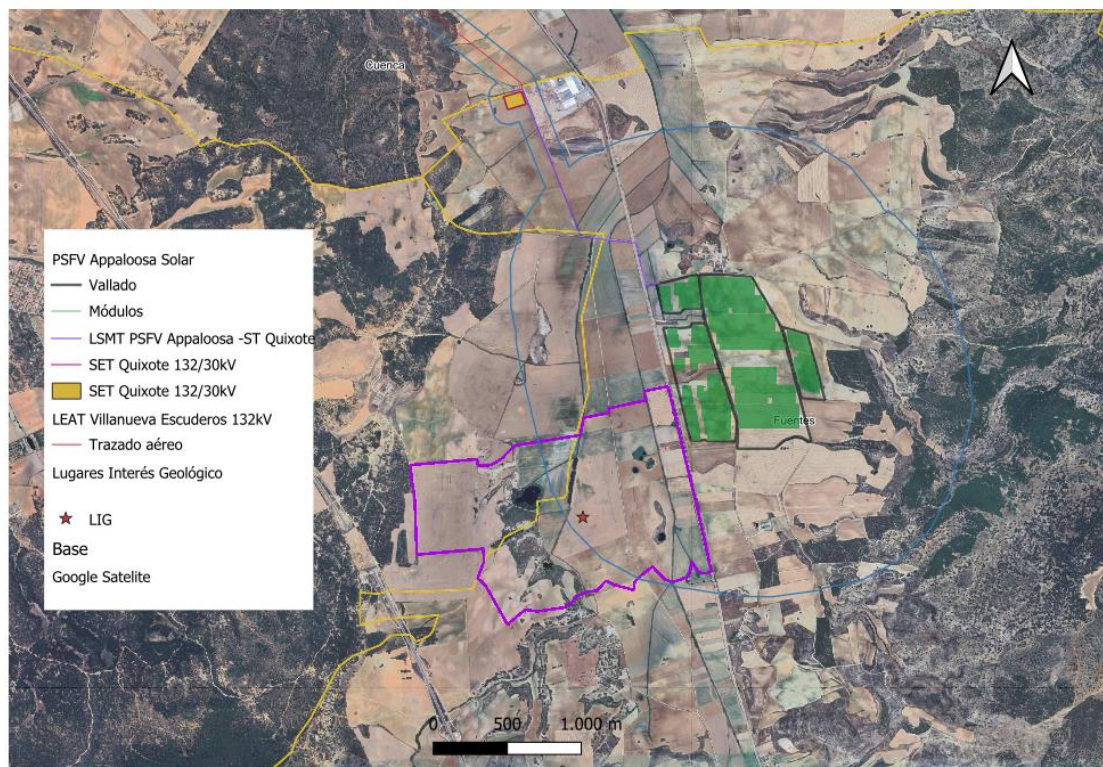 Cuenca
PSFV Appaloosa Solar
Vallado
Módulos
LSMT PSFV Appaloosa -ST Quixote
SET Quixote 132/30kV
SET Quixote 132/30kV
LEAT Villanueva Escuderos 132kV
Trazado aéreo
Lugares Interés Geológico
LIG
Base
Google Satelite
Fuentes
0 500 1.000 m